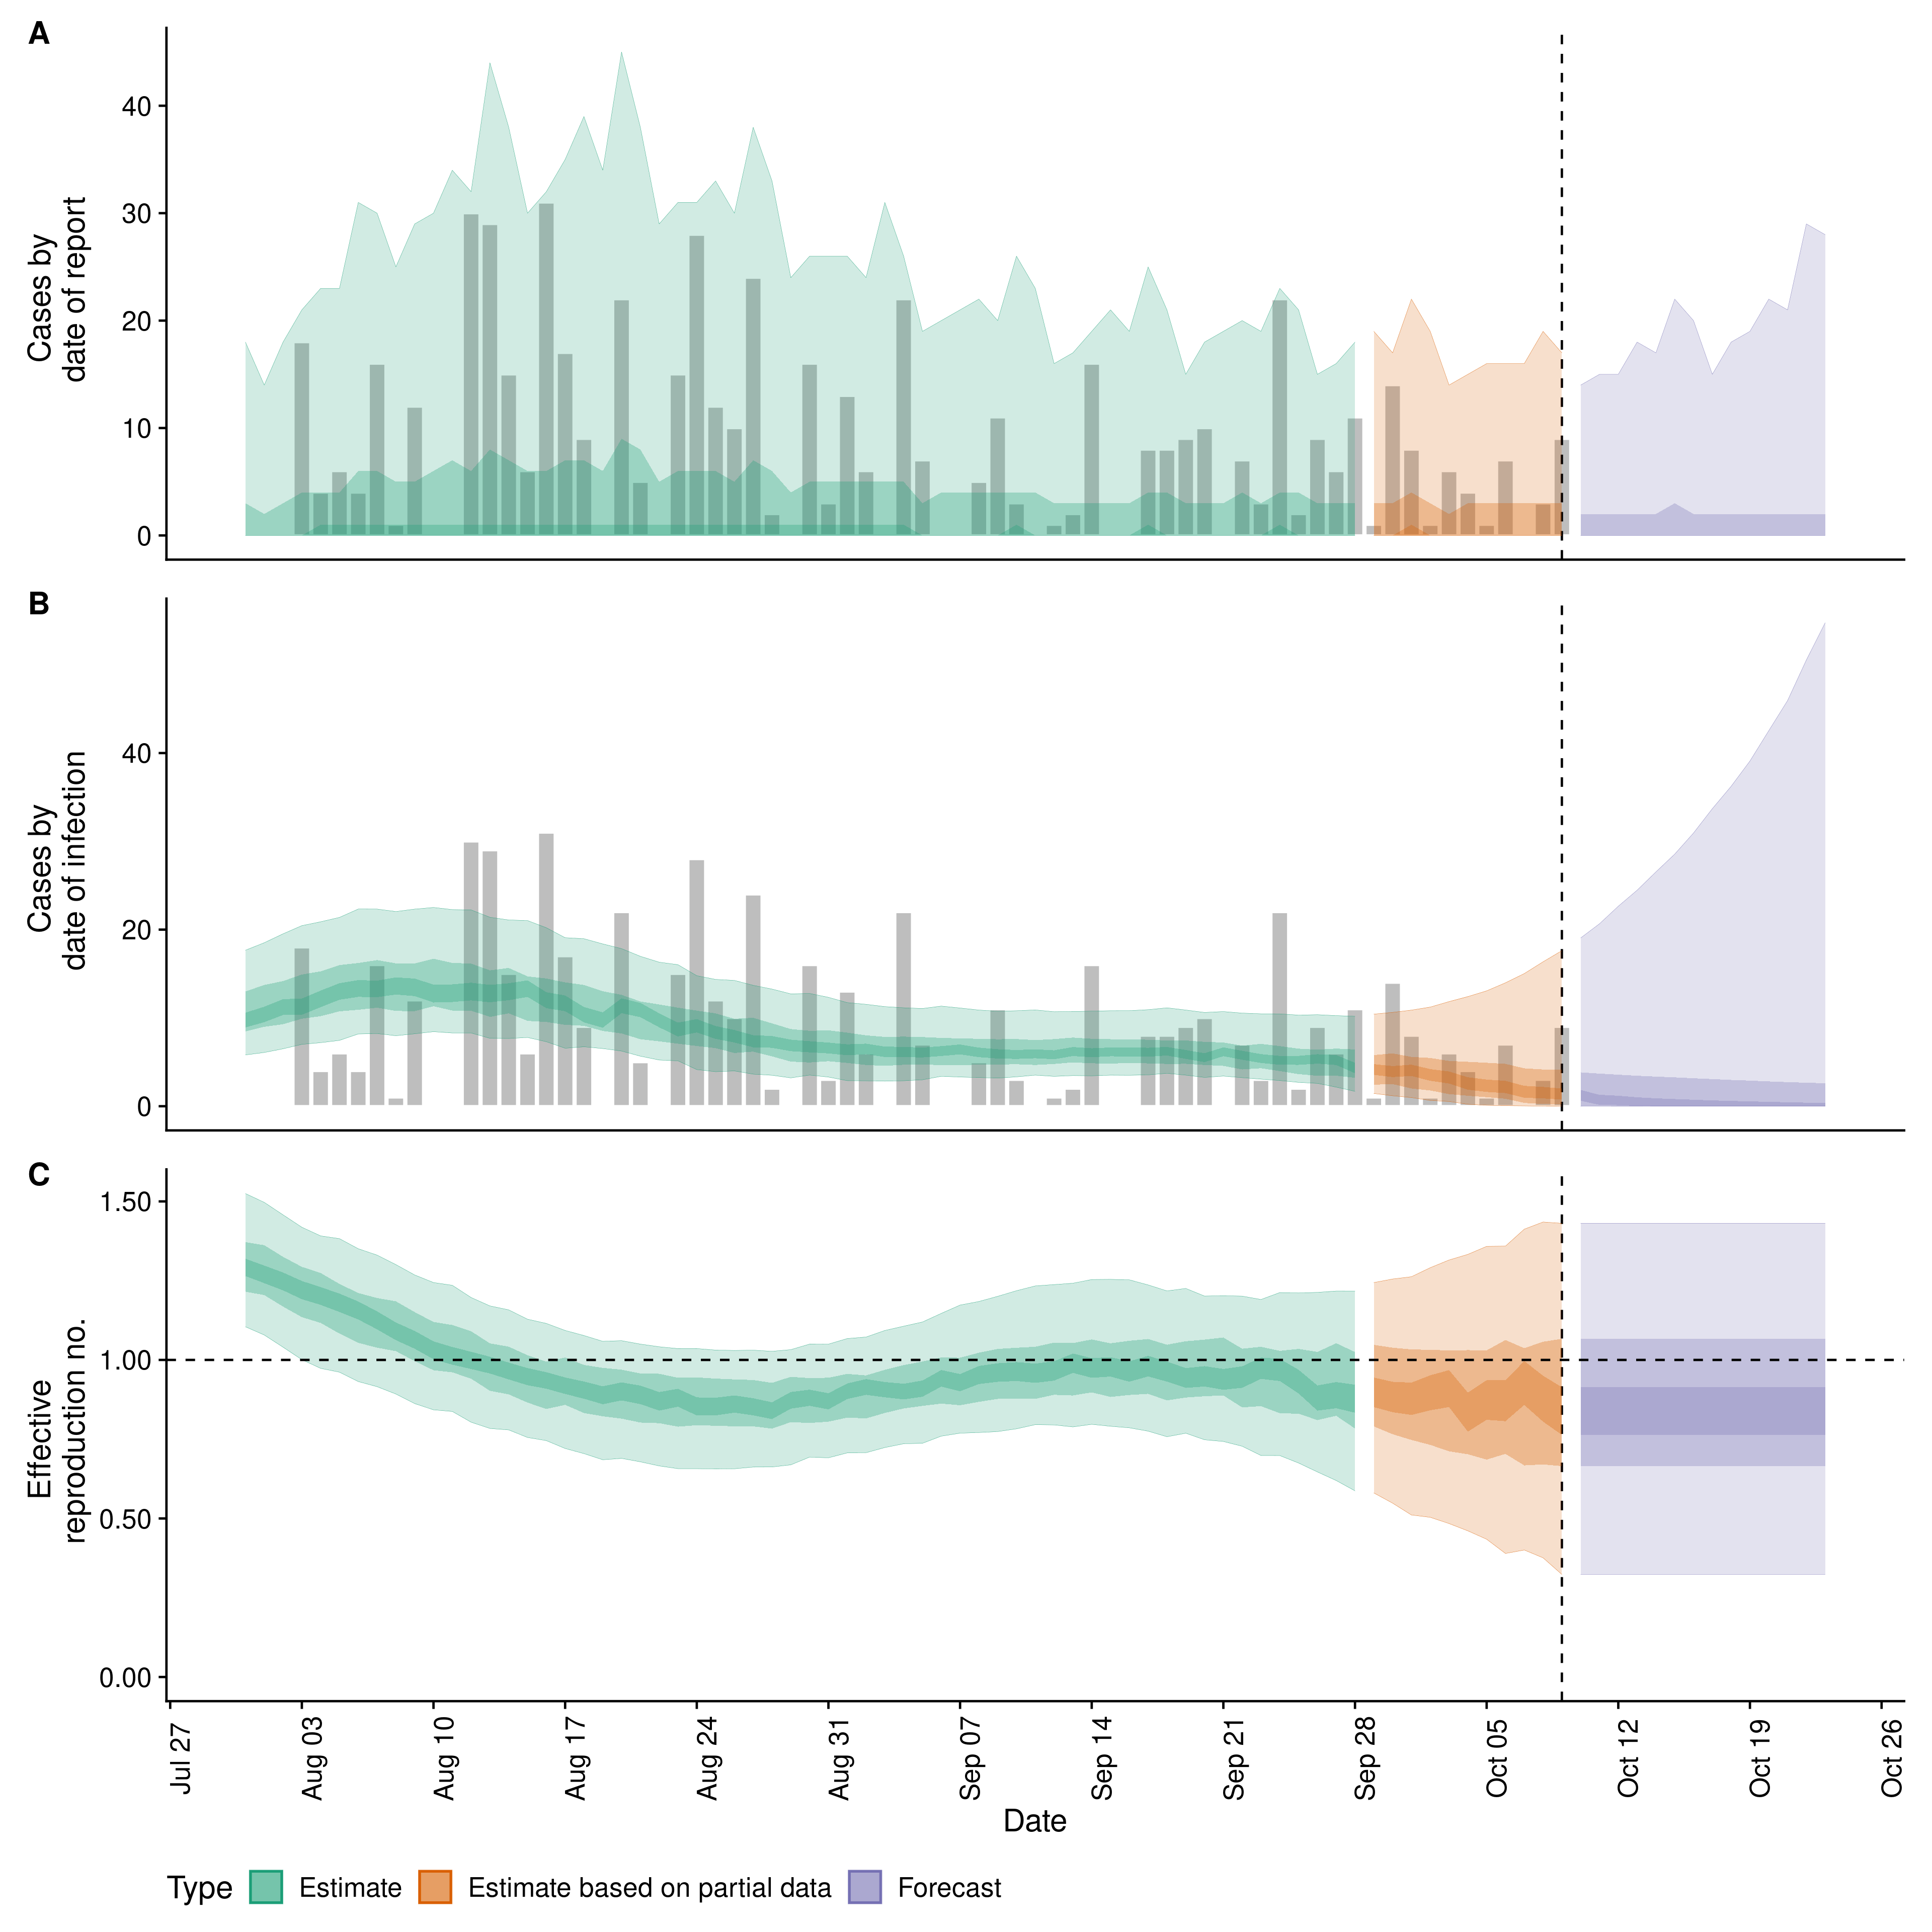 A
Cases by
date of report
40
30
20
10
0
B
Cases by
date of infection
40
20
0
C
Effective
reproduction no.
1.50
1.00
0.50
0.00
Jul 27
Aug 03
Aug 10
Aug 17
Aug 24
Aug 31
Sep 07
Sep 14
Sep 21
Sep 28
Oct 05
Oct 12
Oct 19
Oct 26
Date
Type Estimate Estimate based on partial data Forecast